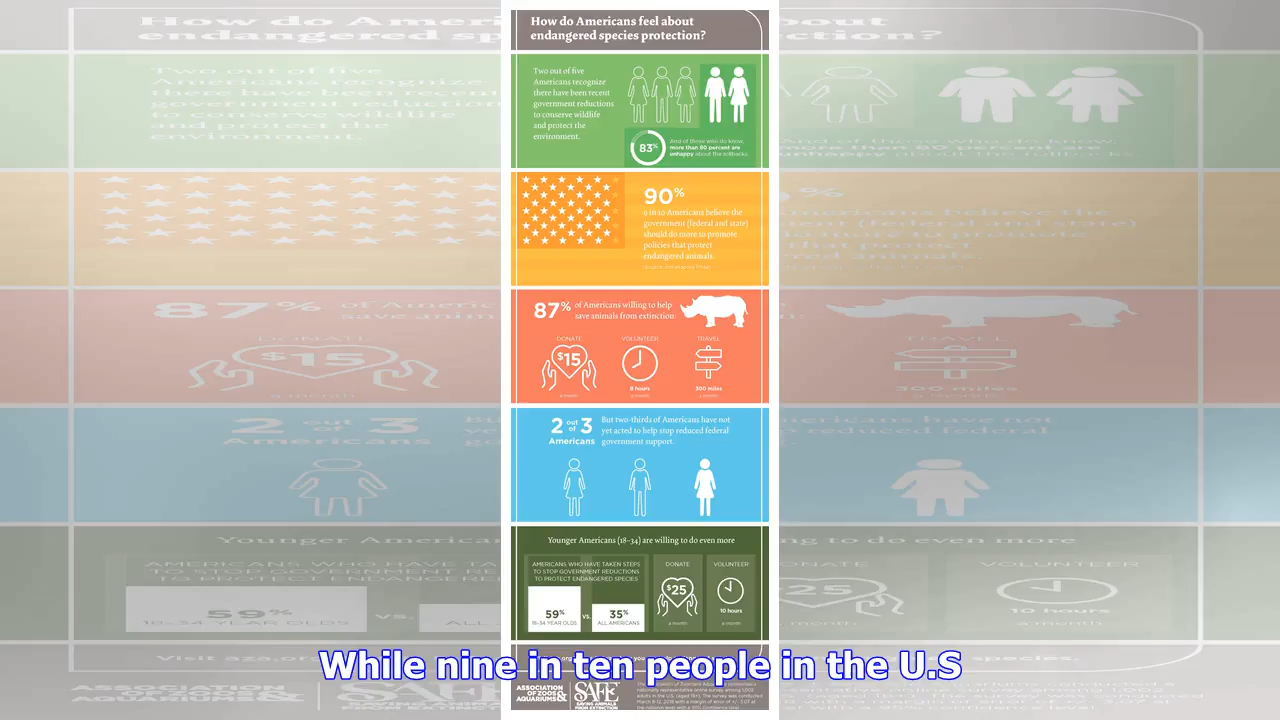 How do Americans feel about
endangered species protection?
Two out of five
Americans recognize
there have been recent
government reductions
to conserve wildlife
and protect the
environment.
83%
And of those who do know,
more than 80 percent are
unhappy about the rollbacks.
90%
9 in 10 Americans believe the
government (federal and state)
should do more to promote
policies that protect
endangered animals.
87% of Americans willing to help
save animals from extinction:
DONATE
$15
a month
VOLUNTEER
8 hours
a month
TRAVEL
300 miles
a month
2 out of 3
Americans
But two-thirds of Americans have not
yet acted to help stop reduced federal
government support.
Younger Americans (18–34) are willing to do even more
AMERICANS WHO HAVE TAKEN STEPS
TO STOP GOVERNMENT REDUCTIONS
TO PROTECT ENDANGERED SPECIES
59%
18–34 YEAR OLDS
VS.
35%
ALL AMERICANS
DONATE
$25
a month
VOLUNTEER
10 hours
a month
While nine in ten people in the U.S
ASSOCIATION
OF ZOOS &
AQUARIUMS
SAFE
SAVING ANIMALS
FROM EXTINCTION